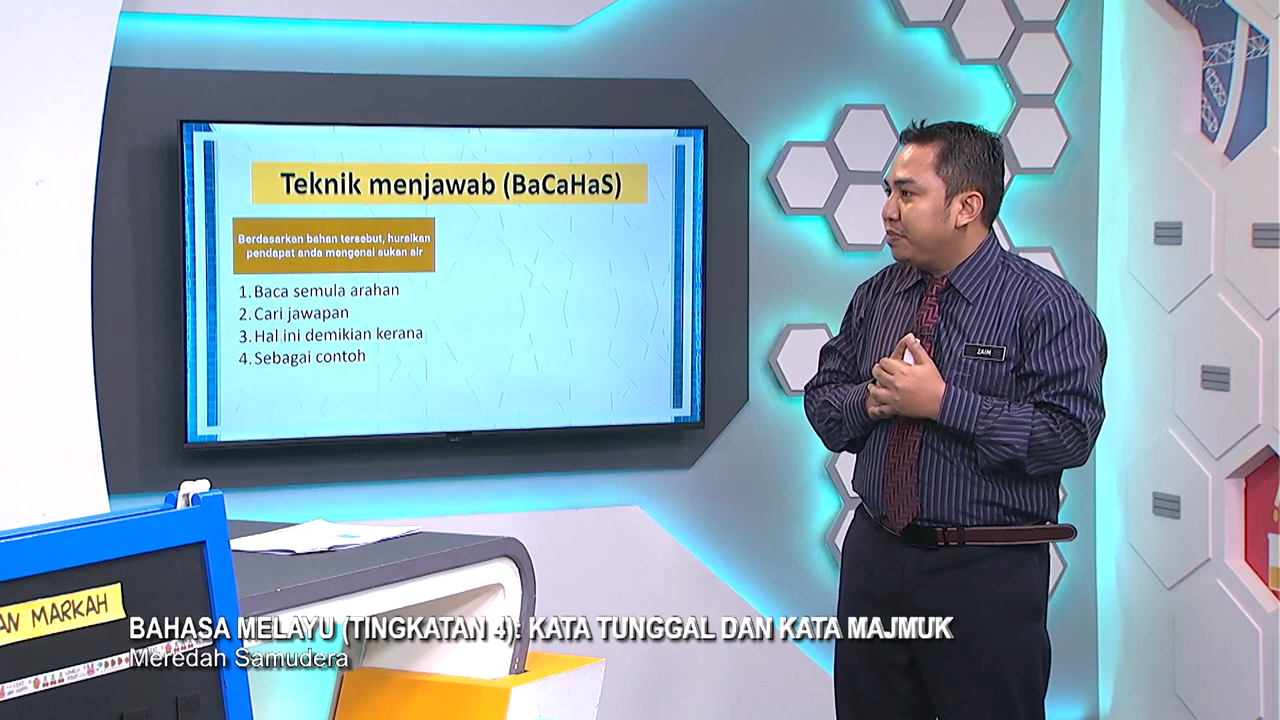 Teknik menjawab (BaCaHaS)
Berdasarkan bahan tersebut, huraikan
pendapat anda mengenai sukan air
1. Baca semula arahan
2. Cari jawapan
3. Hal ini demikian kerana
4. Sebagai contoh
ZAIM
AN MARKAH
BAHASA MELAYU (TINGKATAN 4): KATA TUNGGAL DAN KATA MAJMUK
Meredah Samudera